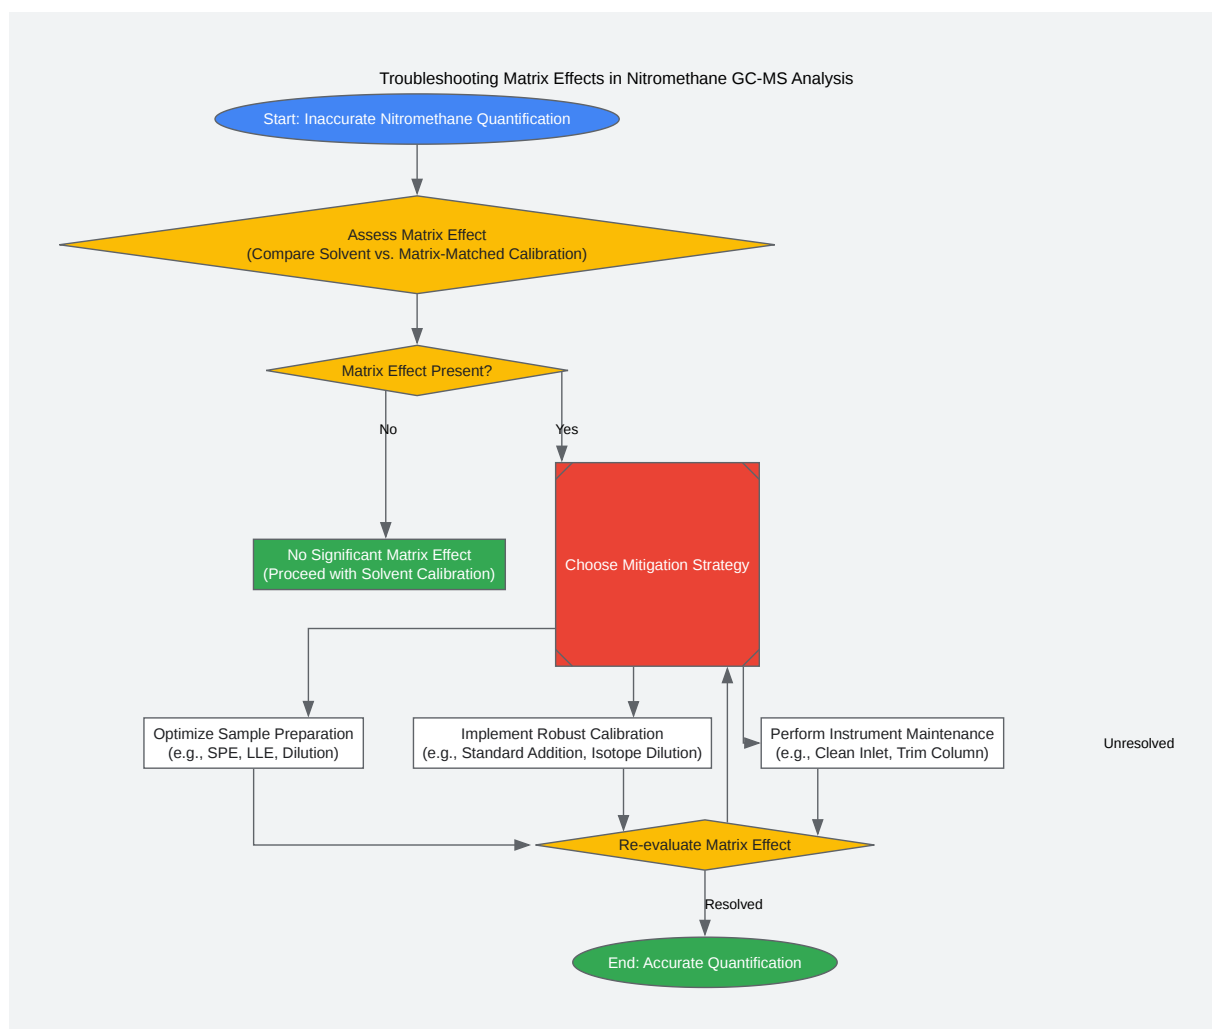 Troubleshooting Matrix Effects in Nitromethane GC-MS Analysis
Start: Inaccurate Nitromethane Quantification
Assess Matrix Effect
(Compare Solvent vs. Matrix-Matched Calibration)
Matrix Effect Present?
No
Yes
No Significant Matrix Effect
(Proceed with Solvent Calibration)
Choose Mitigation Strategy
Optimize Sample Preparation
(e.g., SPE, LLE, Dilution)
Implement Robust Calibration
(e.g., Standard Addition, Isotope Dilution)
Perform Instrument Maintenance
(e.g., Clean Inlet, Trim Column)
Unresolved
Re-evaluate Matrix Effect
Resolved
End: Accurate Quantification